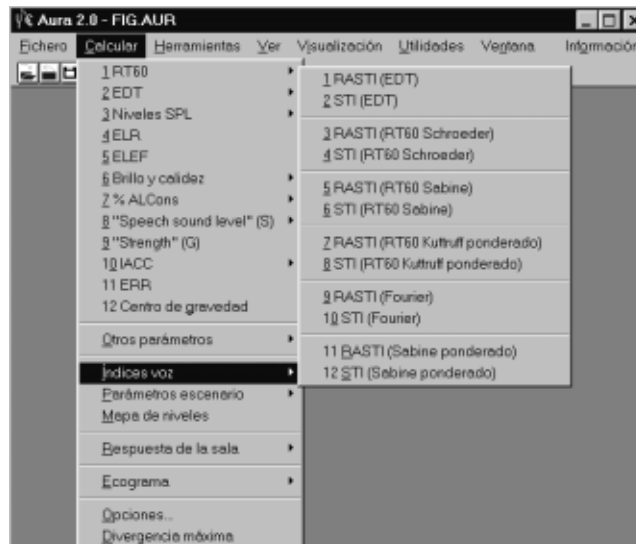 Aura 2.0 - FIG.AUR
Fichero Calcular Herramientas Ver Visualización Utilidades Ventana Información
1 RT60
2 EDT
3 Niveles SPL
4 ELR
5 ELEF
6 Brillo y calidez
7 % ALCons
8 "Speech sound level" (S)
9 "Strength" (G)
10 IACC
11 ERR
12 Centro de gravedad
Otros parámetros
Índices voz
Parámetros escenario
Mapa de niveles
Respuesta de la sala
Ecograma
Opciones...
Divergencia máxima
1 RASTI (EDT)
2 STI (EDT)
3 RASTI (RT60 Schroeder)
4 STI (RT60 Schroeder)
5 RASTI (RT60 Sabine)
6 STI (RT60 Sabine)
7 RASTI (RT60 Kuttruff ponderado)
8 STI (RT60 Kuttruff ponderado)
9 RASTI (Fourier)
10 STI (Fourier)
11 RASTI (Sabine ponderado)
12 STI (Sabine ponderado)